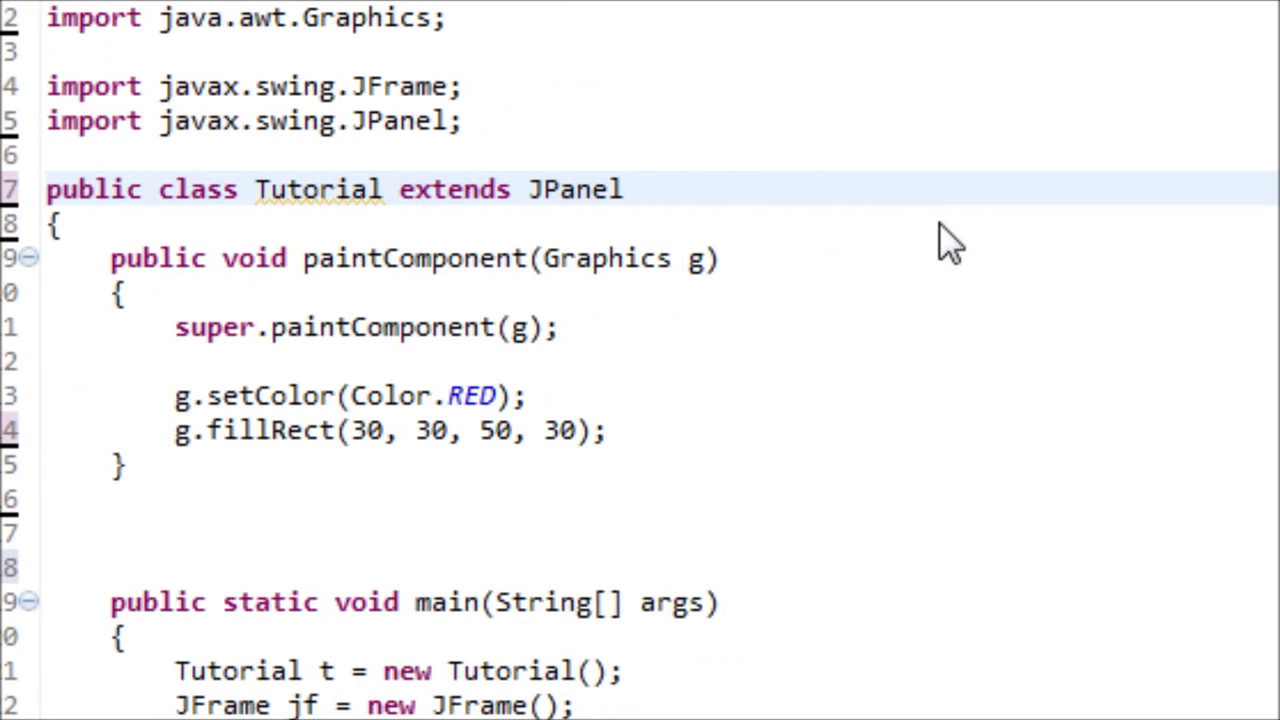 2 import java.awt.Graphics;
3
4 import javax.swing.JFrame;
5 import javax.swing.JPanel;
6
7 public class Tutorial extends JPanel
8 {
9 public void paintComponent(Graphics g)
0 {
1 super.paintComponent(g);
2
3 g.setColor(Color.RED);
4 g.fillRect(30, 30, 50, 30);
5 }
6
7
8
9 public static void main(String[] args)
0 {
1 Tutorial t = new Tutorial();
2 JFrame jf = new JFrame();